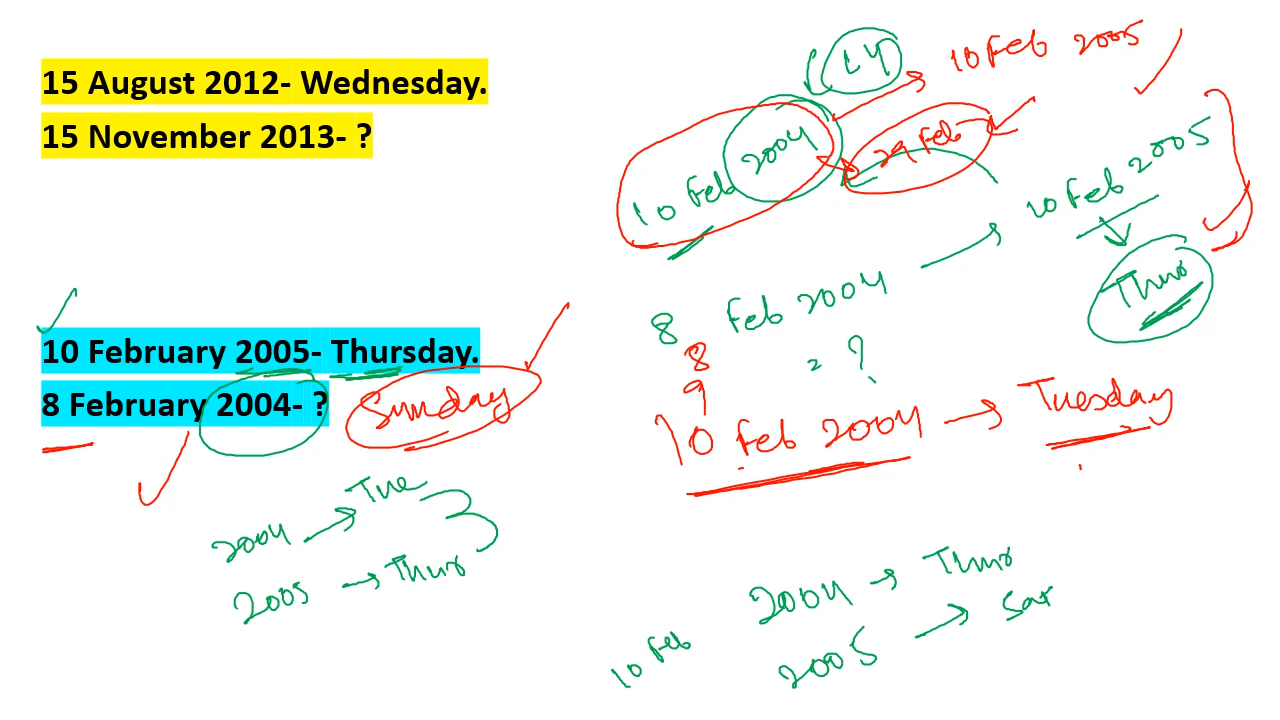 15 August 2012- Wednesday.
15 November 2013- ?
10 February 2005- Thursday.
8 February 2004- ? Sunday
2004 → Tue
2005 → Thur
LY
10 Feb 2004 → 10 Feb 2005
29 Feb
8 Feb 2004 → 10 Feb 2005
Thur
8 = ?
9
10 Feb 2004 → Tuesday
2004 → Thur
10 Feb 2005 → Sat